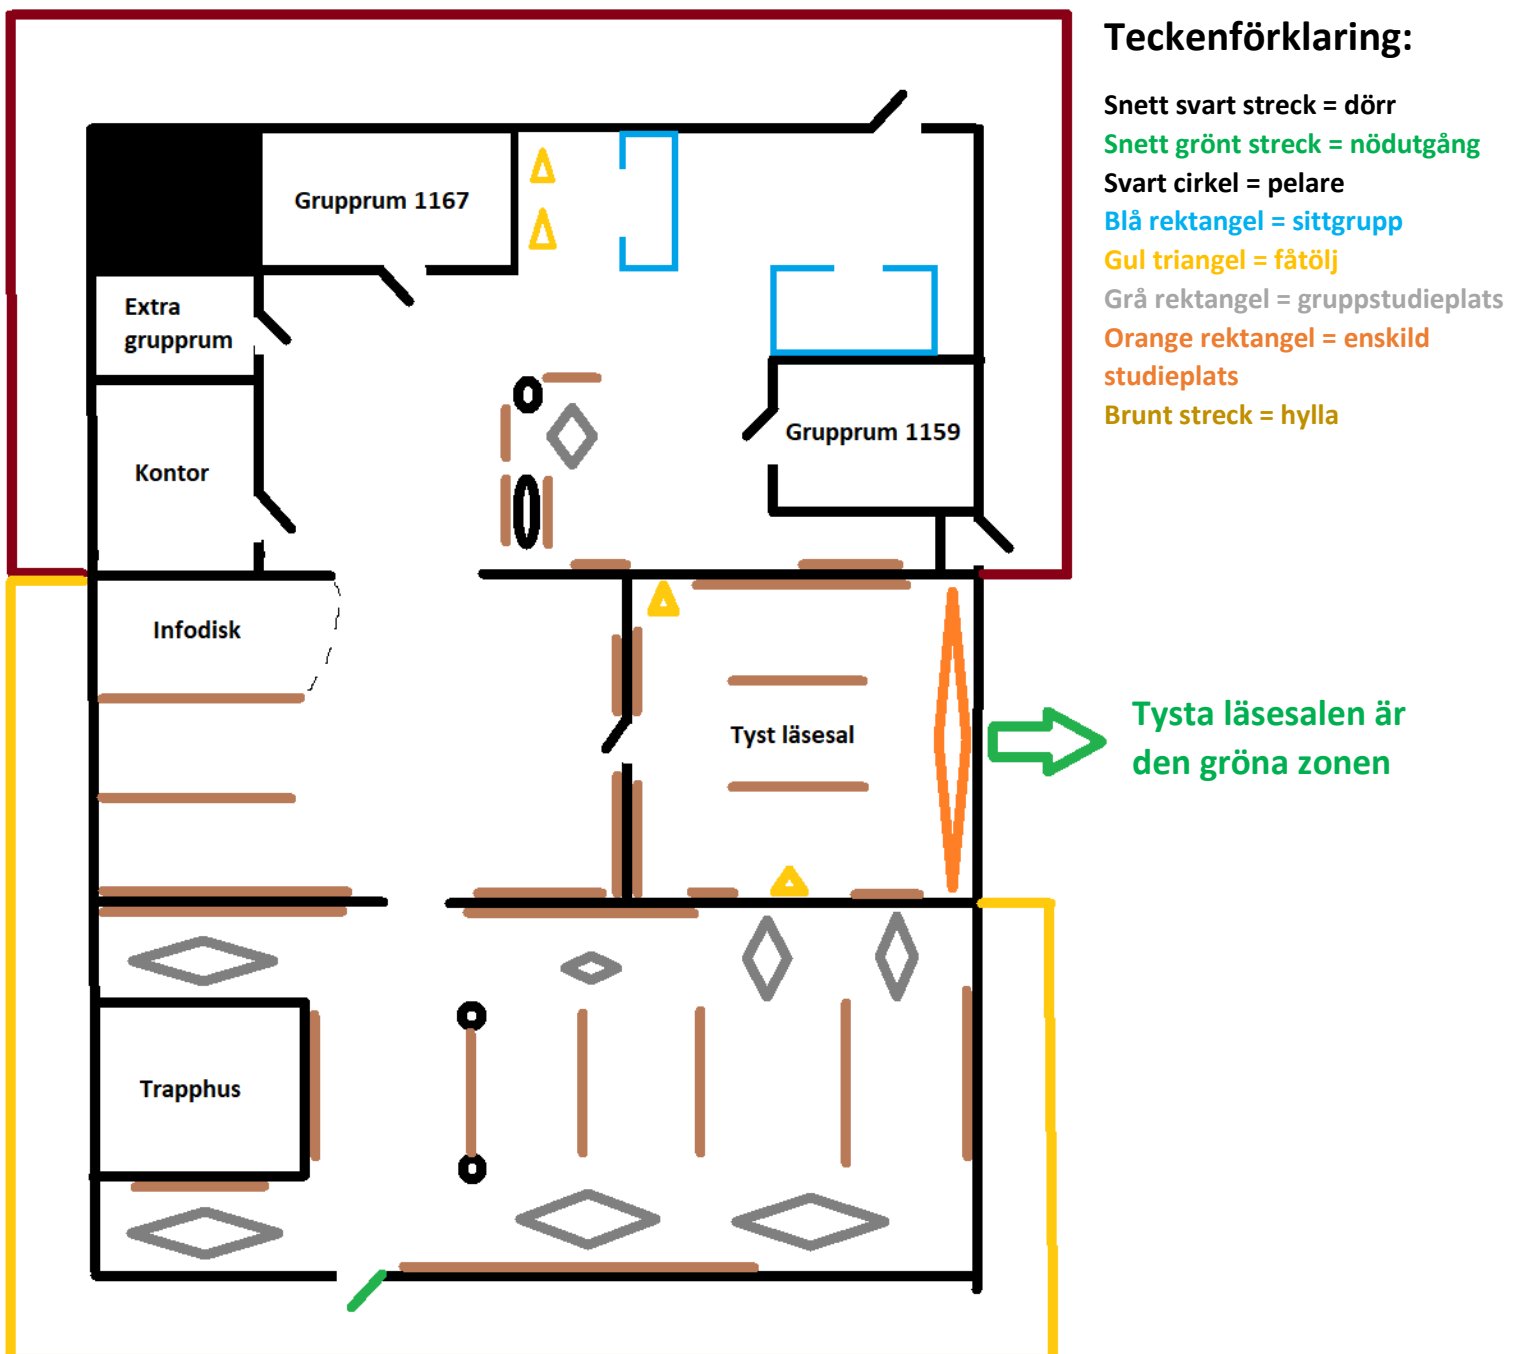 Teckenförklaring:
Snett svart streck = dörr
Snett grönt streck = nödutgång
Svart cirkel = pelare
Blå rektangel = sittgrupp
Gul triangel = fåtölj
Grå rektangel = gruppstudieplats
Orange rektangel = enskild
studieplats
Brunt streck = hylla
Grupprum 1167
Extra
grupprum
Grupprum 1159
Kontor
Infodisk
Tyst läsesal
Tysta läsesalen är
den gröna zonen
Trapphus